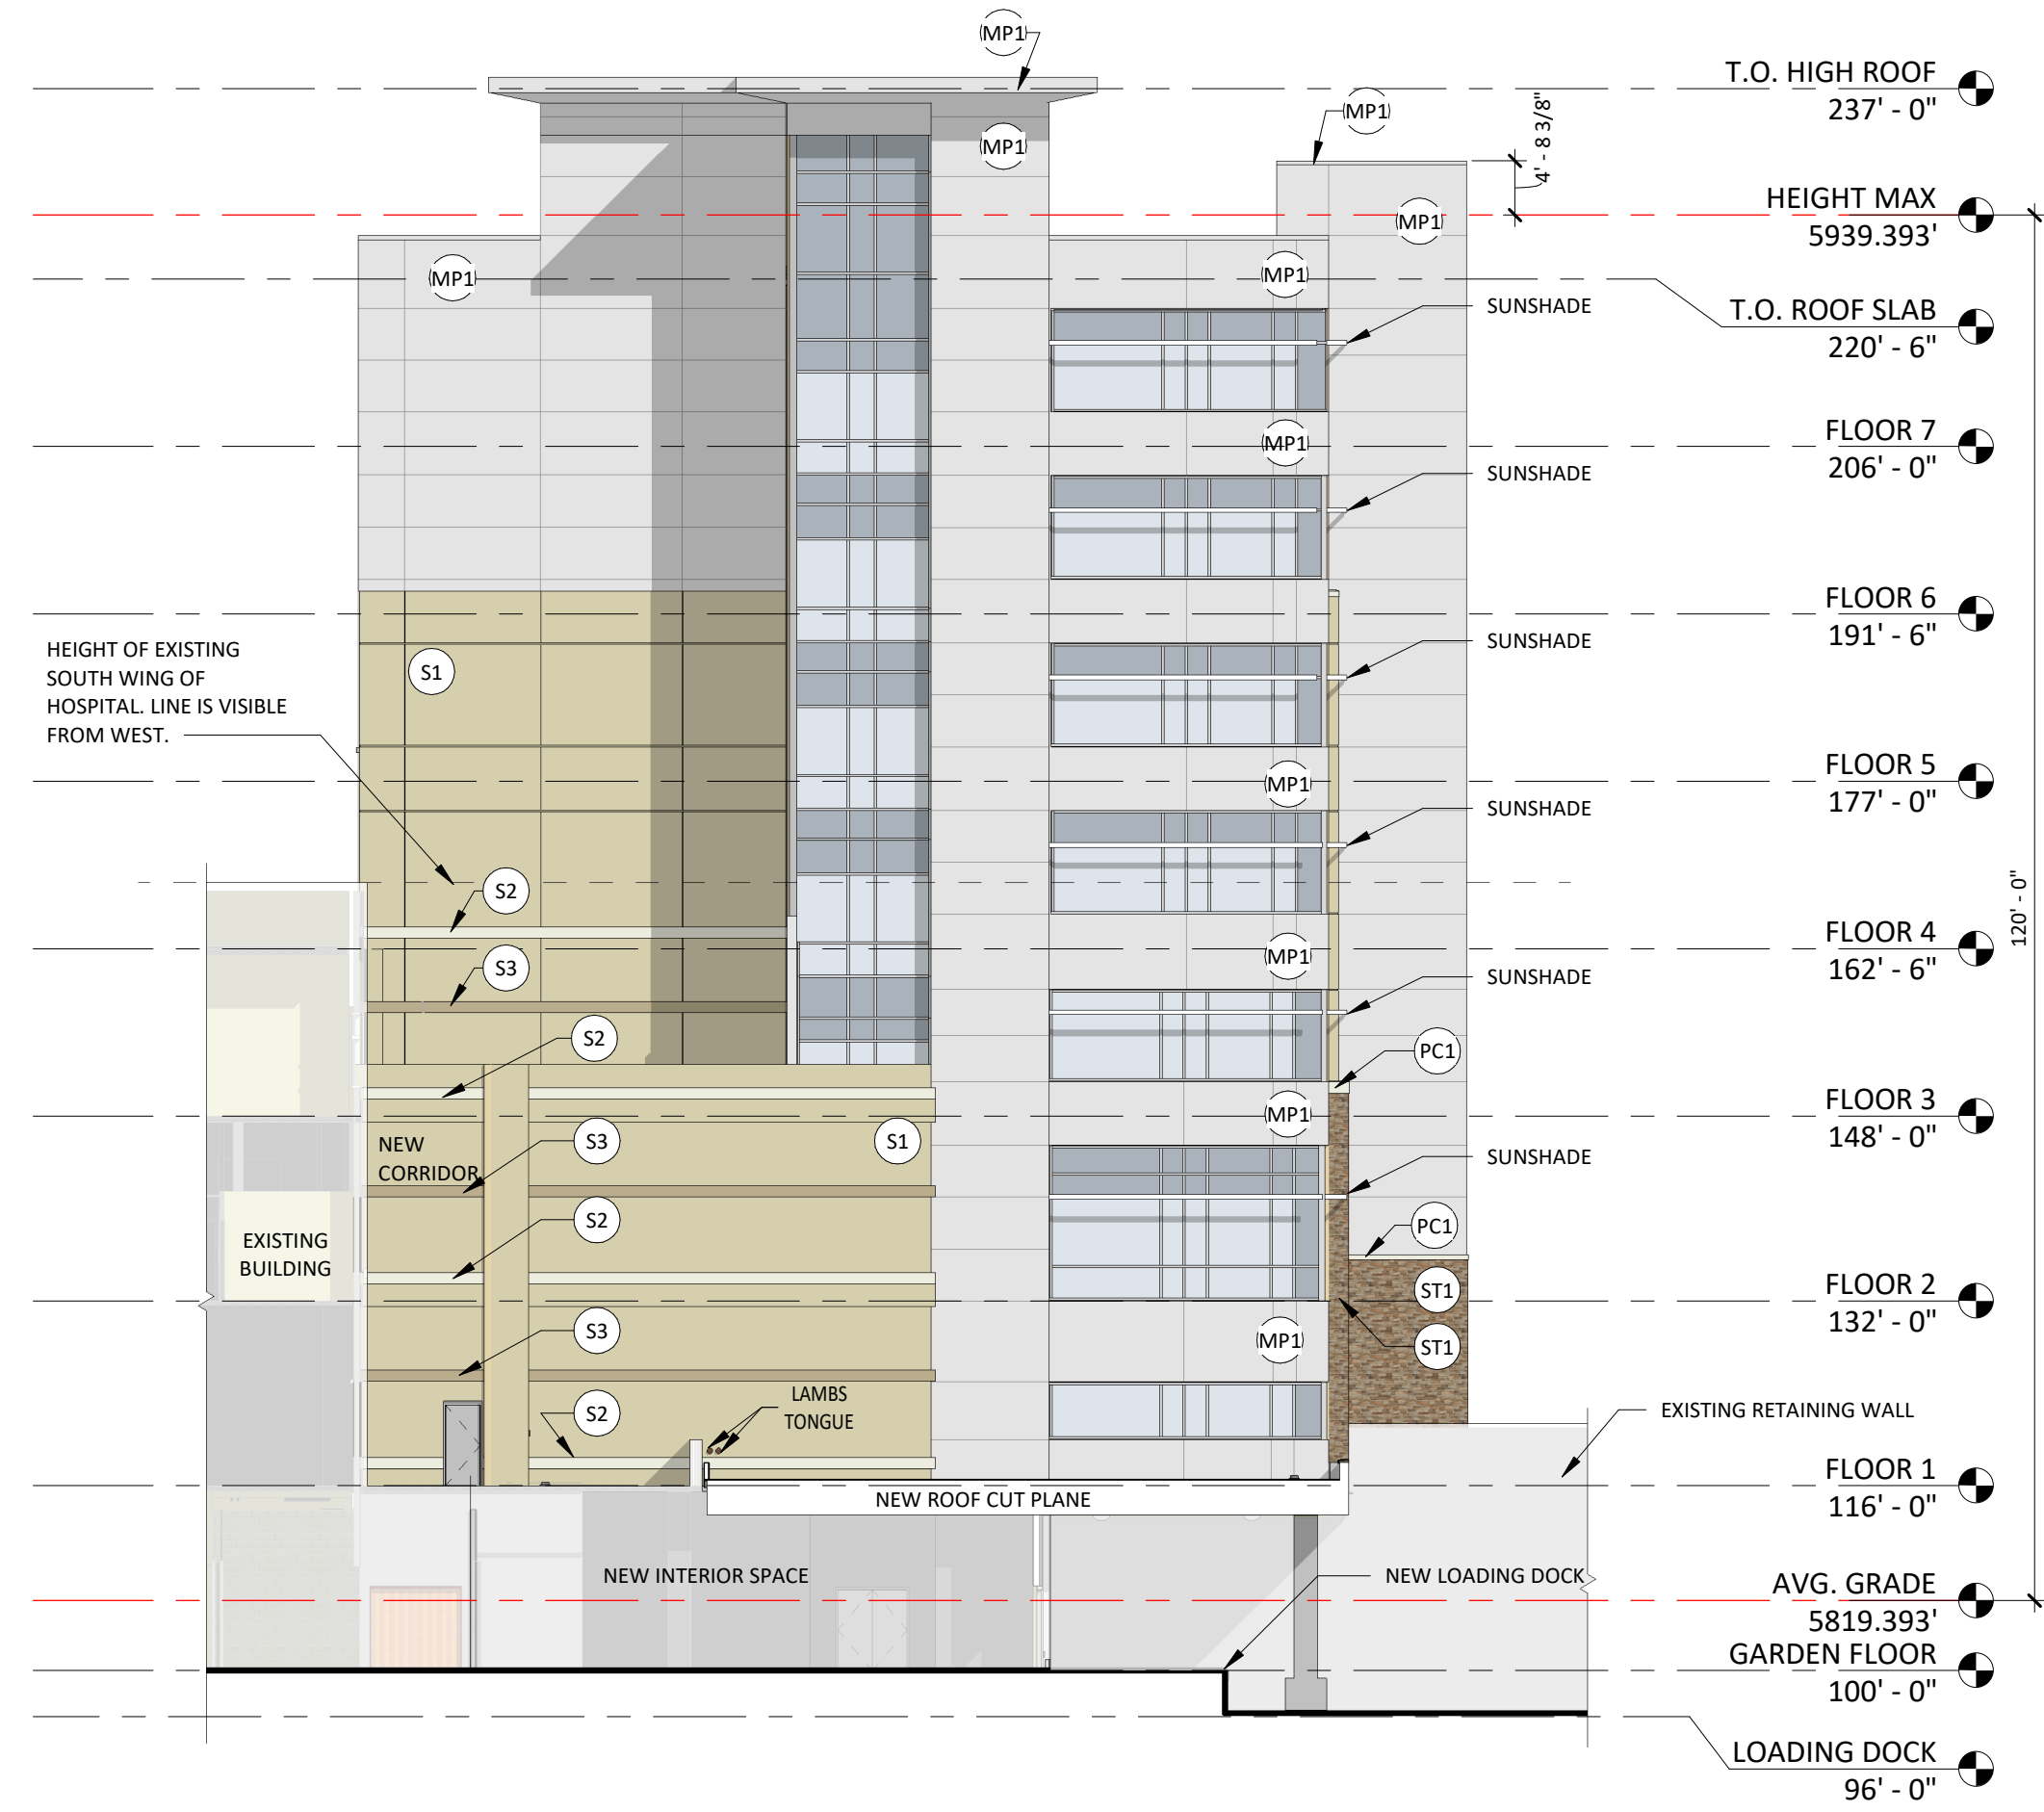 MP1
T.O. HIGH ROOF
237' - 0"
MP1
4' - 8 3/8"
MP1
HEIGHT MAX
5939.393'
MP1
MP1
MP1
SUNSHADE
T.O. ROOF SLAB
220' - 6"
FLOOR 7
206' - 0"
MP1
SUNSHADE
FLOOR 6
191' - 6"
HEIGHT OF EXISTING
SOUTH WING OF
HOSPITAL. LINE IS VISIBLE
FROM WEST.
S1
SUNSHADE
FLOOR 5
177' - 0"
MP1
SUNSHADE
S2
120' - 0"
FLOOR 4
162' - 6"
MP1
S3
SUNSHADE
S2
PC1
FLOOR 3
148' - 0"
MP1
NEW
CORRIDOR
S3
S1
SUNSHADE
S2
PC1
EXISTING
BUILDING
ST1
FLOOR 2
132' - 0"
S3
MP1
ST1
LAMBS
TONGUE
S2
EXISTING RETAINING WALL
FLOOR 1
116' - 0"
NEW ROOF CUT PLANE
NEW INTERIOR SPACE
NEW LOADING DOCK
AVG. GRADE
5819.393'
GARDEN FLOOR
100' - 0"
LOADING DOCK
96' - 0"